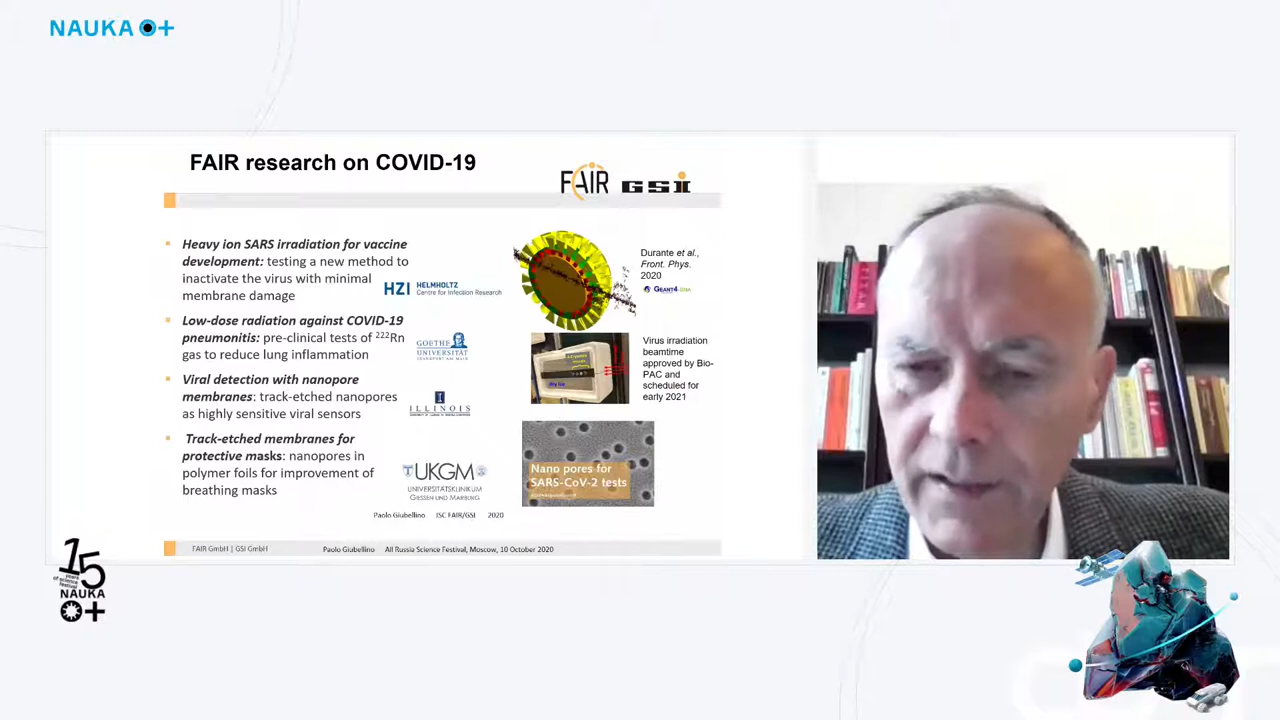 NAUKA 0+
FAIR research on COVID-19
FAIR GSI
Heavy ion SARS irradiation for vaccine
development: testing a new method to
inactivate the virus with minimal
membrane damage
HZI HELMHOLTZ
Centre for Infection Research
Low-dose radiation against COVID-19
pneumonitis: pre-clinical tests of ²²²Rn
gas to reduce lung inflammation
GOETHE
UNIVERSITÄT
FRANKFURT AM MAIN
Viral detection with nanopore
membranes: track-etched nanopores
as highly sensitive viral sensors
ILLINOIS
Track-etched membranes for
protective masks: nanopores in
polymer foils for improvement of
breathing masks
UKGM
UNIVERSITÄTSKLINIKUM
GIESSEN UND MARBURG
Durante et al.,
Front. Phys.
2020
GEANT4-DNA
Virus irradiation
beamtime
approved by Bio-
PAC and
scheduled for
early 2021
Nano pores for
SARS-CoV-2 tests
Paolo Giubellino JSC FAIR/GSI 2020
FAIR GmbH | GSI GmbH Paolo Giubellino All Russia Science Festival, Moscow, 10 October 2020
15
years
of science
festival
NAUKA
0+